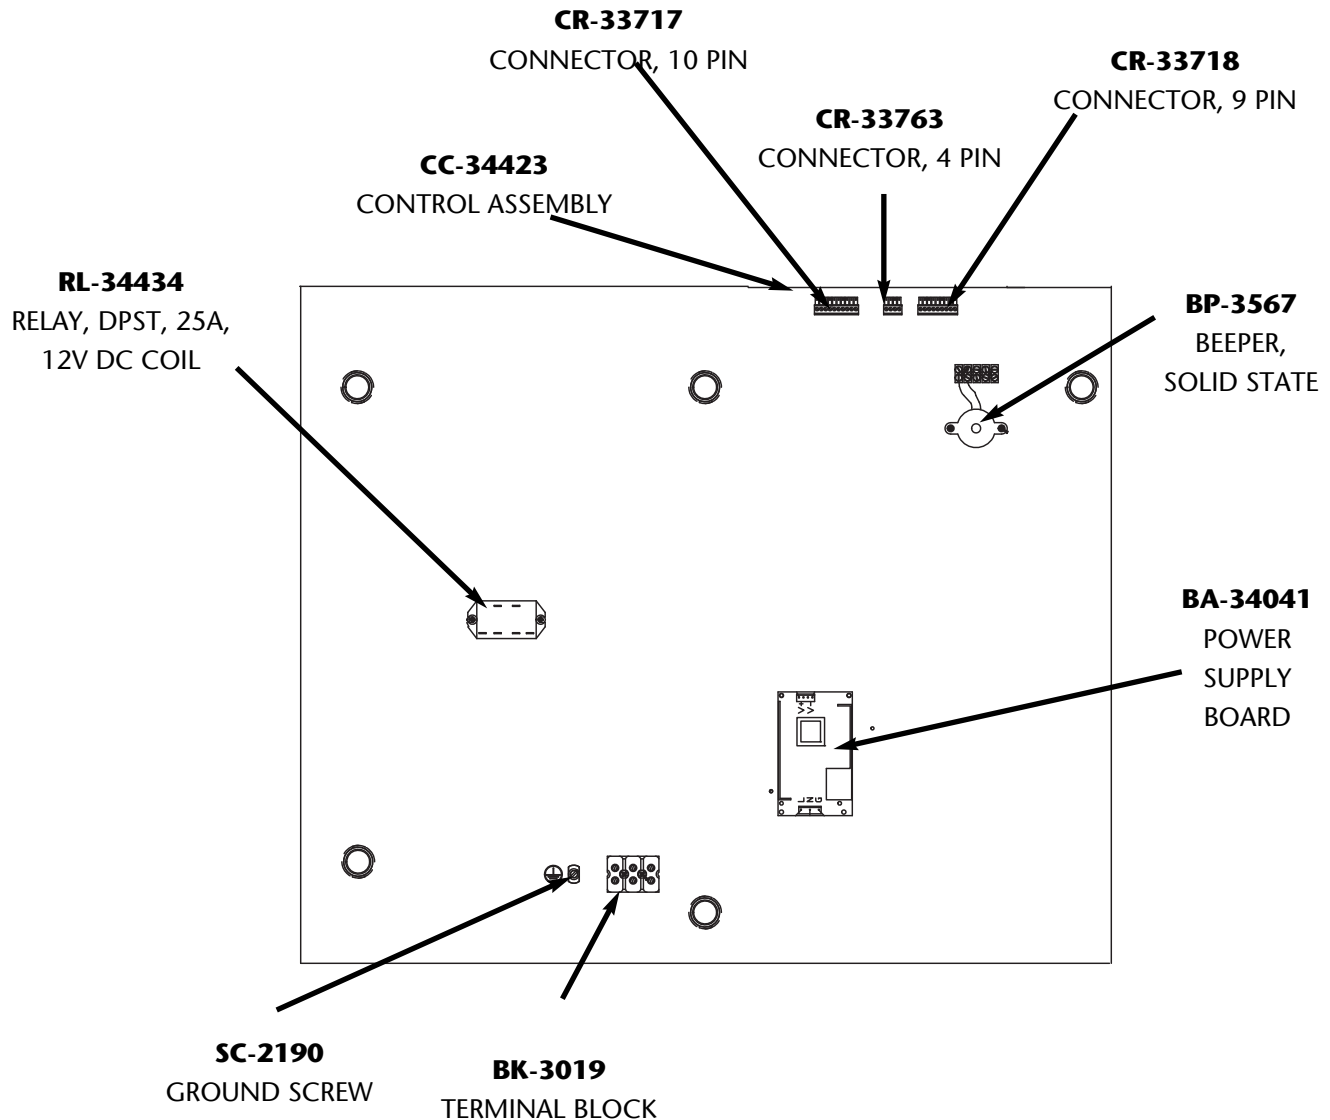 CR-33717
CONNECTOR, 10 PIN
CR-33718
CONNECTOR, 9 PIN
CR-33763
CONNECTOR, 4 PIN
CC-34423
CONTROL ASSEMBLY
RL-34434
RELAY, DPST, 25A,
12V DC COIL
BP-3567
BEEPER,
SOLID STATE
BA-34041
POWER
SUPPLY
BOARD
V+
V-
L
N
G
SC-2190
GROUND SCREW
BK-3019
TERMINAL BLOCK